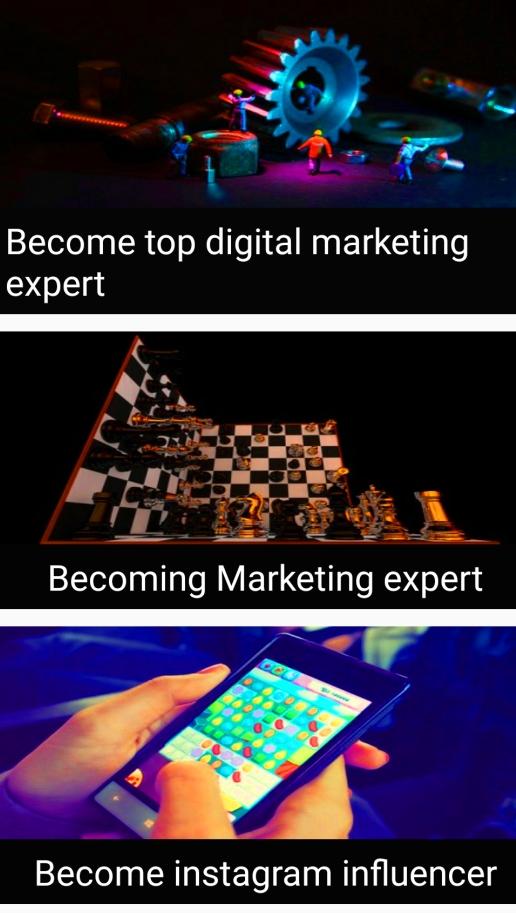 Become top digital marketing
expert
Becoming Marketing expert
Become instagram influencer